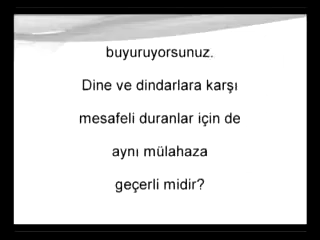 buyuruyorsunuz.
Dine ve dindarlara karşı
mesafeli duranlar için de
aynı mülahaza
geçerli midir?